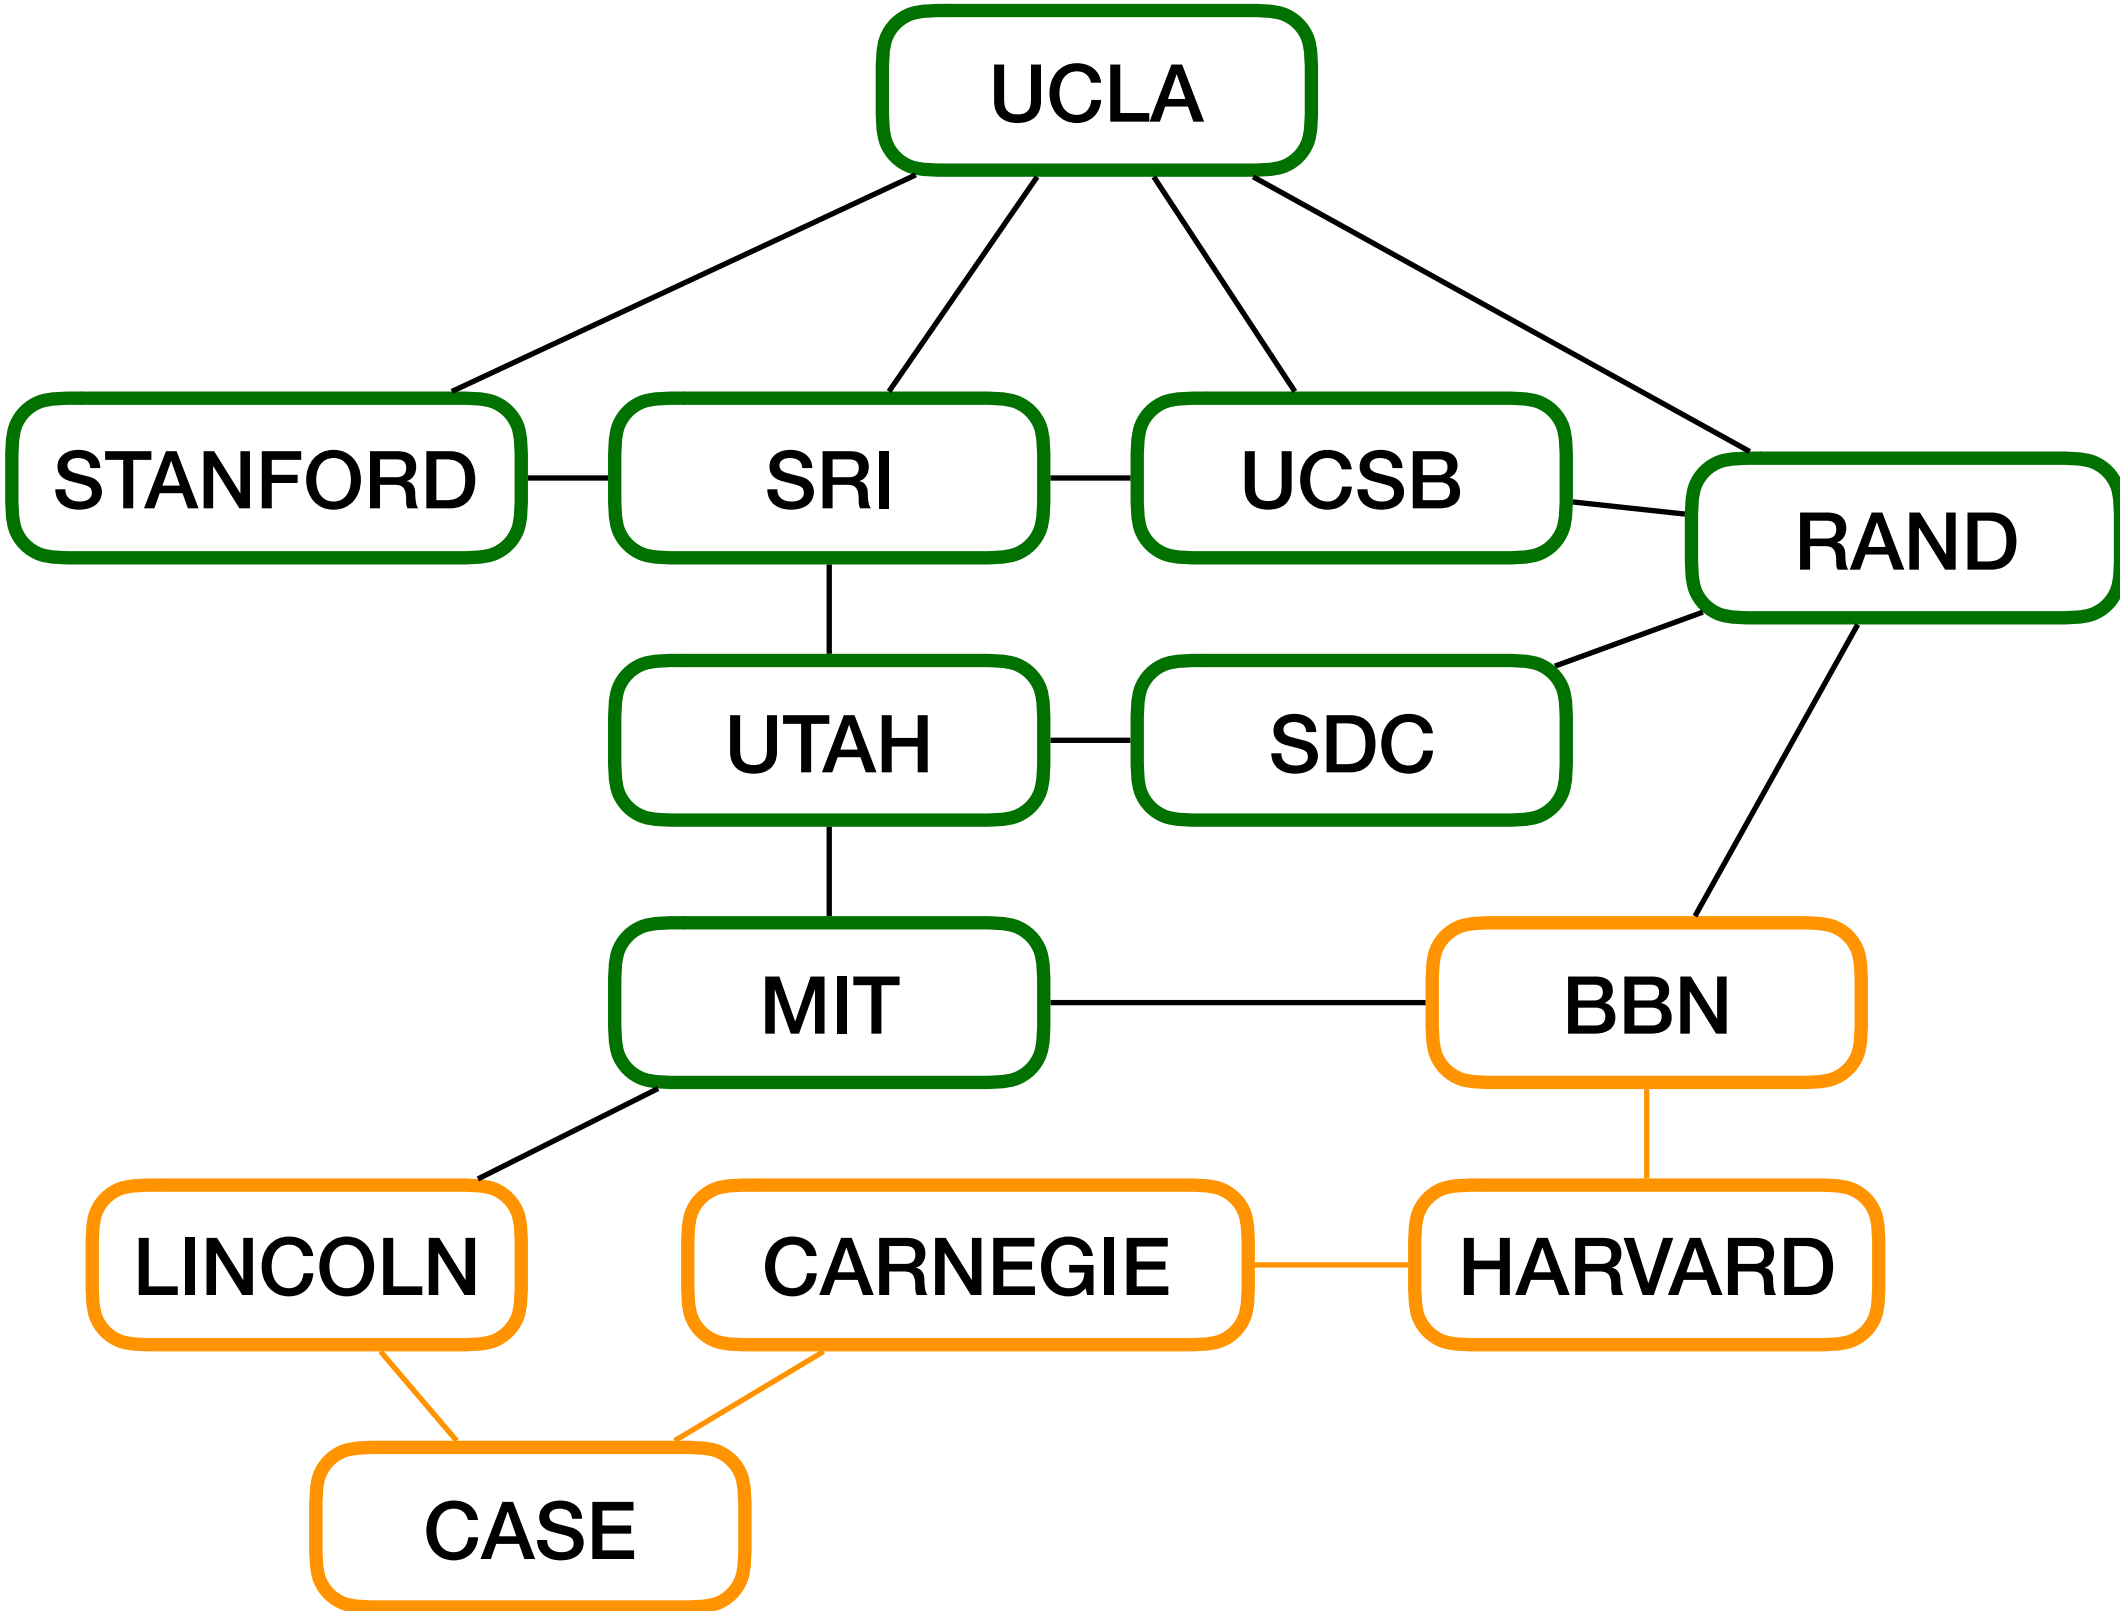 UCLA
STANFORD
SRI
UCSB
RAND
UTAH
SDC
MIT
BBN
LINCOLN
CARNEGIE
HARVARD
CASE